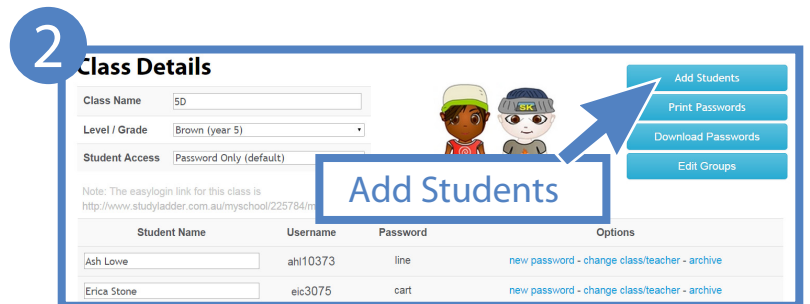 2
Class Details
Add Students
Print Passwords
Download Passwords
Edit Groups
Class Name 5D
Level / Grade Brown (year 5)
Student Access Password Only (default)
SK
Note: The easylogin link for this class is
http://www.studyladder.com.au/myschool/225784/m
Add Students
Student Name Username Password Options
Ash Lowe ahl10373 line new password - change class/teacher - archive
Erica Stone eic3075 cart new password - change class/teacher - archive